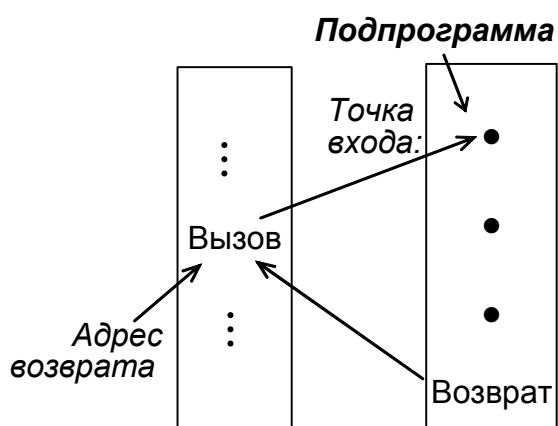 Подпрограмма
Точка
входа:
Вызов
Адрес
возврата
Возврат